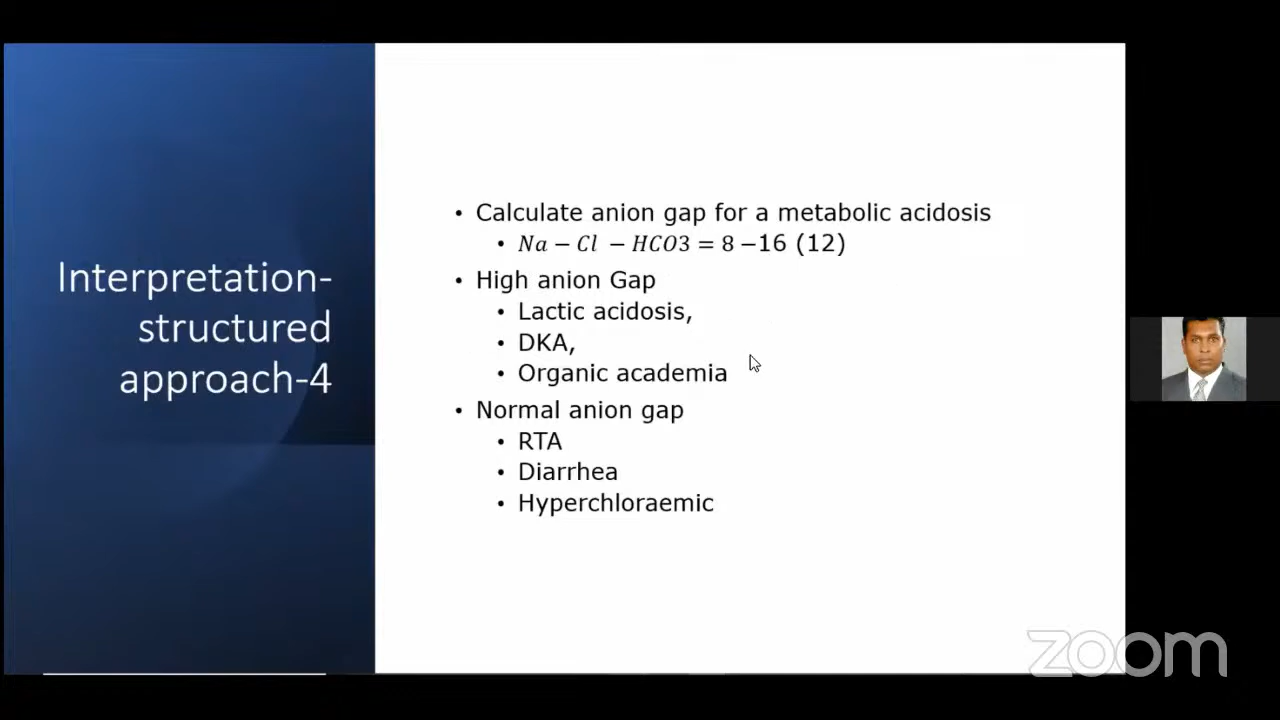 Interpretation-
structured
approach-4
• Calculate anion gap for a metabolic acidosis
• Na − Cl − HCO3 = 8 −16 (12)
• High anion Gap
• Lactic acidosis,
• DKA,
• Organic academia
• Normal anion gap
• RTA
• Diarrhea
• Hyperchloraemic
zoom